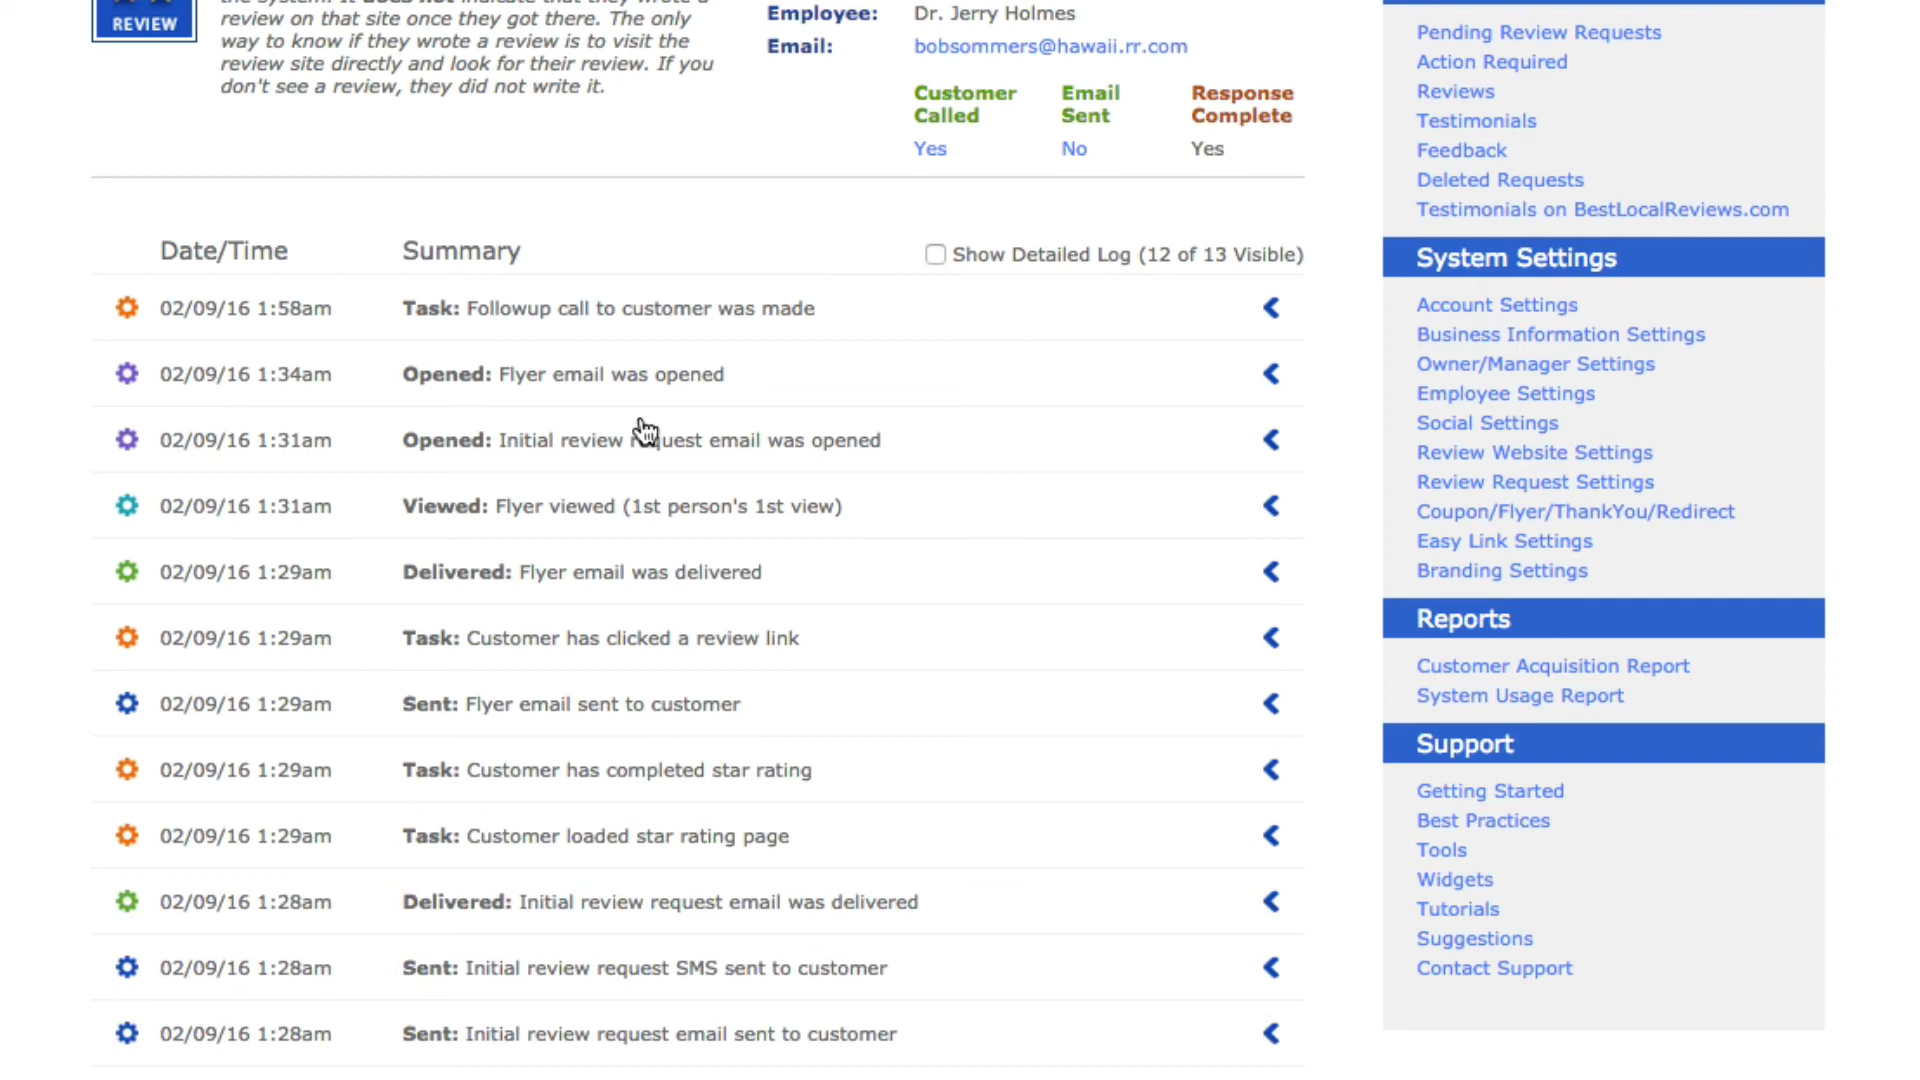 REVIEW
review on that site once they got there. The only
way to know if they wrote a review is to visit the
review site directly and look for their review. If you
don't see a review, they did not write it.
Employee: Dr. Jerry Holmes
Email: bobsommers@hawaii.rr.com
Customer Called Email Sent Response Complete
Yes No Yes
Date/Time Summary Show Detailed Log (12 of 13 Visible)
02/09/16 1:58am Task: Followup call to customer was made
02/09/16 1:34am Opened: Flyer email was opened
02/09/16 1:31am Opened: Initial review request email was opened
02/09/16 1:31am Viewed: Flyer viewed (1st person's 1st view)
02/09/16 1:29am Delivered: Flyer email was delivered
02/09/16 1:29am Task: Customer has clicked a review link
02/09/16 1:29am Sent: Flyer email sent to customer
02/09/16 1:29am Task: Customer has completed star rating
02/09/16 1:29am Task: Customer loaded star rating page
02/09/16 1:28am Delivered: Initial review request email was delivered
02/09/16 1:28am Sent: Initial review request SMS sent to customer
02/09/16 1:28am Sent: Initial review request email sent to customer
Pending Review Requests
Action Required
Reviews
Testimonials
Feedback
Deleted Requests
Testimonials on BestLocalReviews.com
System Settings
Account Settings
Business Information Settings
Owner/Manager Settings
Employee Settings
Social Settings
Review Website Settings
Review Request Settings
Coupon/Flyer/ThankYou/Redirect
Easy Link Settings
Branding Settings
Reports
Customer Acquisition Report
System Usage Report
Support
Getting Started
Best Practices
Tools
Widgets
Tutorials
Suggestions
Contact Support